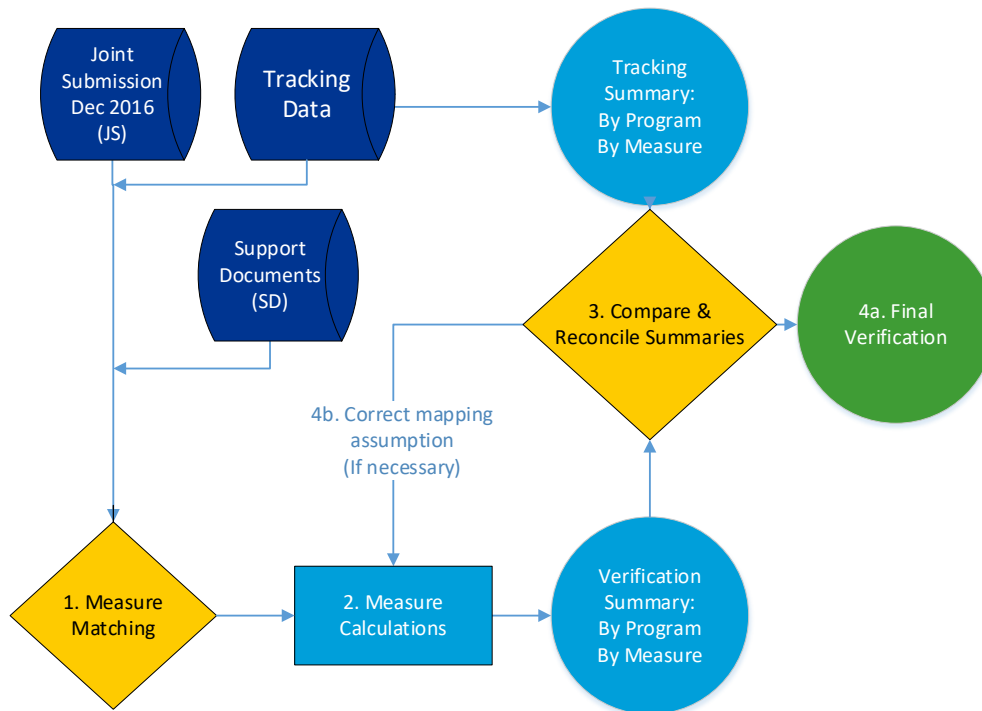 Joint
Submission
Dec 2016
(JS)
Tracking
Data
Tracking
Summary:
By Program
By Measure
Support
Documents
(SD)
3. Compare &
Reconcile Summaries
4a. Final
Verification
4b. Correct mapping
assumption
(If necessary)
1. Measure
Matching
2. Measure
Calculations
Verification
Summary:
By Program
By Measure